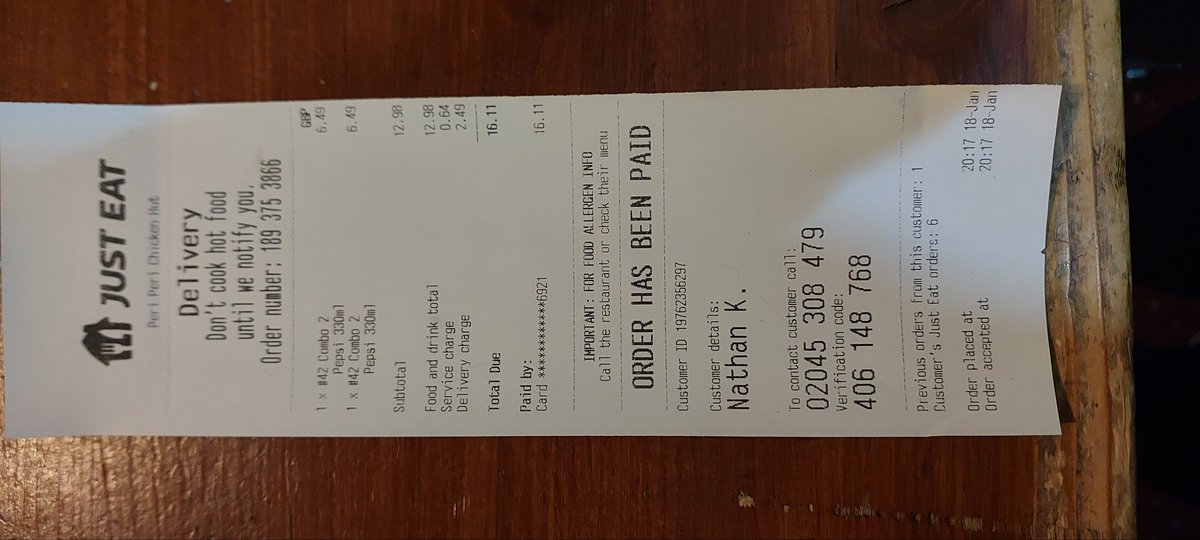 JUST EAT
Peri Peri Chicken Hut
Delivery
Don't cook hot food
until we notify you.
Order number: 189 375 3866
GBP
1 x #42 Combo 2 6.49
Pepsi 330ml
1 x #42 Combo 2 6.49
Pepsi 330ml
Subtotal 12.98
Food and drink total 12.98
Service charge 0.64
Delivery charge 2.49
Total Due 16.11
Paid by:
Card ************6921 16.11
IMPORTANT: FOR FOOD ALLERGEN INFO
Call the restaurant or check their menu
ORDER HAS BEEN PAID
Customer ID 19762356297
Customer details:
Nathan K.
To contact customer call:
02045 308 479
Verification code:
406 148 768
Previous orders from this customer: 1
Customer's Just Eat orders: 6
Order placed at 20:17 18-Jan
Order accepted at 20:17 18-Jan